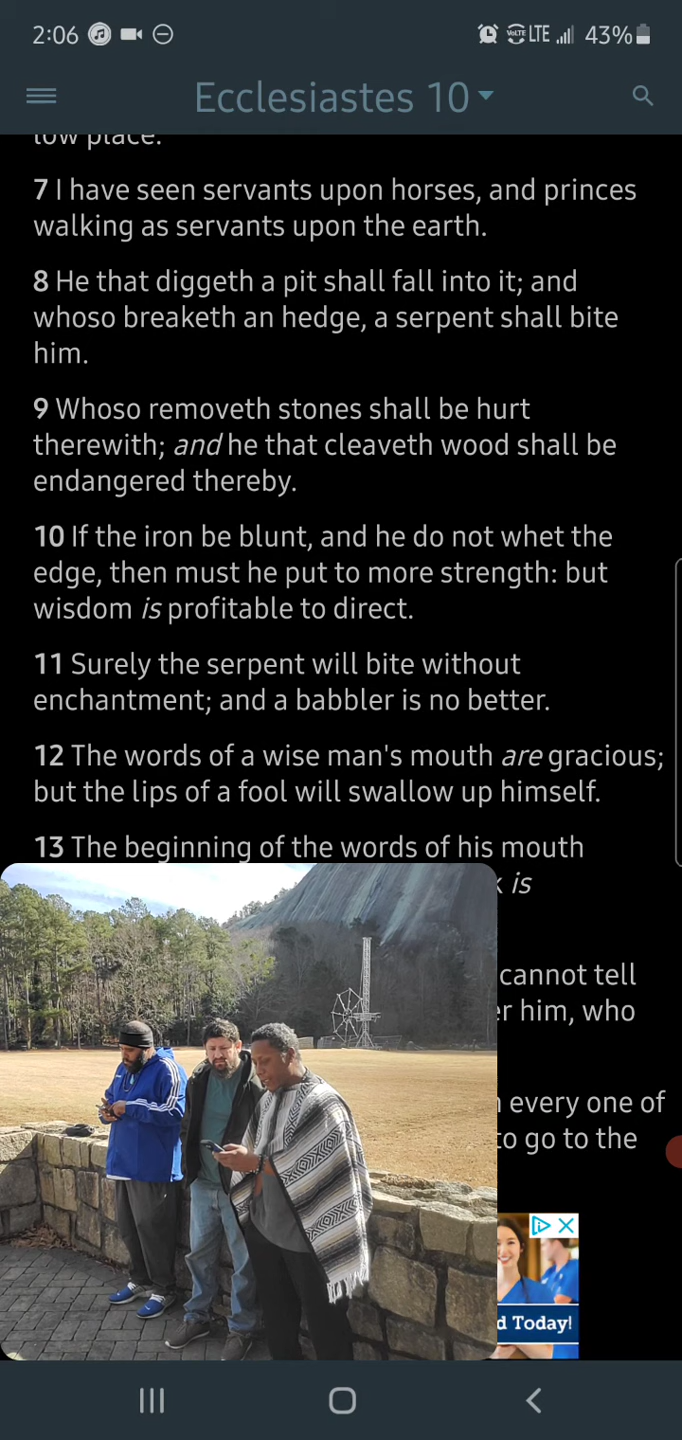 2:06 VoLTE LTE 43%
Ecclesiastes 10
low place.
7 I have seen servants upon horses, and princes
walking as servants upon the earth.
8 He that diggeth a pit shall fall into it; and
whoso breaketh an hedge, a serpent shall bite
him.
9 Whoso removeth stones shall be hurt
therewith; and he that cleaveth wood shall be
endangered thereby.
10 If the iron be blunt, and he do not whet the
edge, then must he put to more strength: but
wisdom is profitable to direct.
11 Surely the serpent will bite without
enchantment; and a babbler is no better.
12 The words of a wise man's mouth are gracious;
but the lips of a fool will swallow up himself.
13 The beginning of the words of his mouth
is
cannot tell
him, who
every one of
to go to the
d Today!